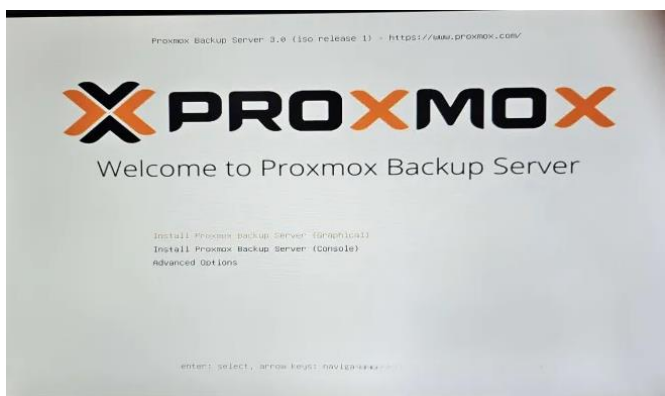 Proxmox Backup Server 3.0 (iso release 1) - https://www.proxmox.com/
PROXMOX
Welcome to Proxmox Backup Server
Install Proxmox Backup Server (Graphical)
Install Proxmox Backup Server (Console)
Advanced Options
enter: select, arrow keys: